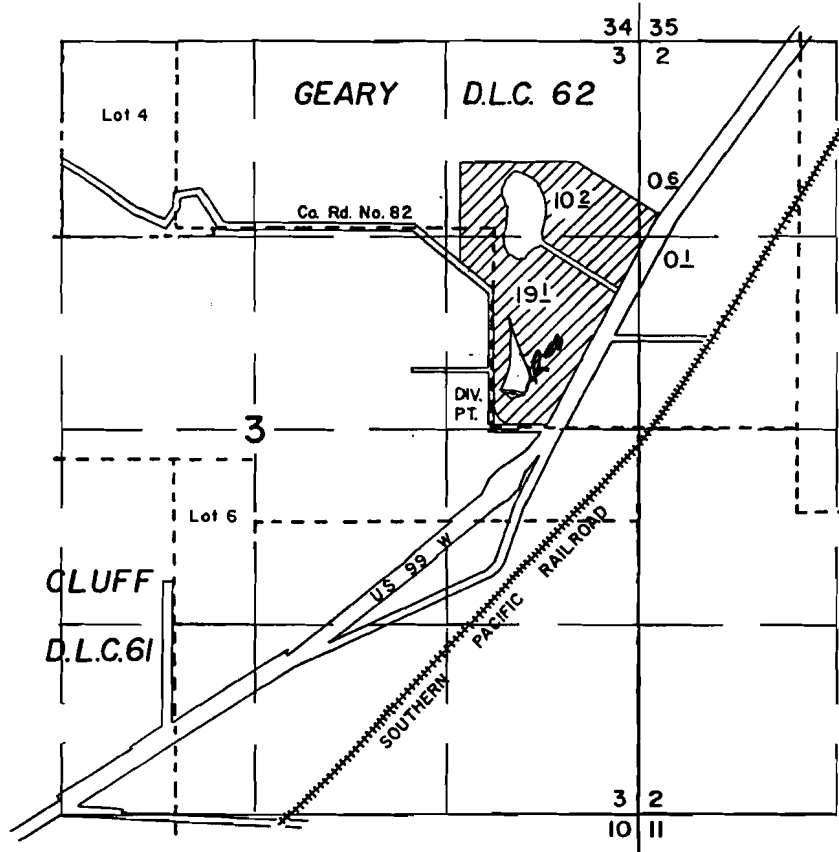 34 35
3 2
GEARY D.L.C. 62
Lot 4
0.6
10.2
Co. Rd. No. 82
0.1
19.1
DIV.
PT.
3
Lot 6
US 99 W
SOUTHERN PACIFIC RAILROAD
CLUFF
D.L.C.61
3 2
10 11